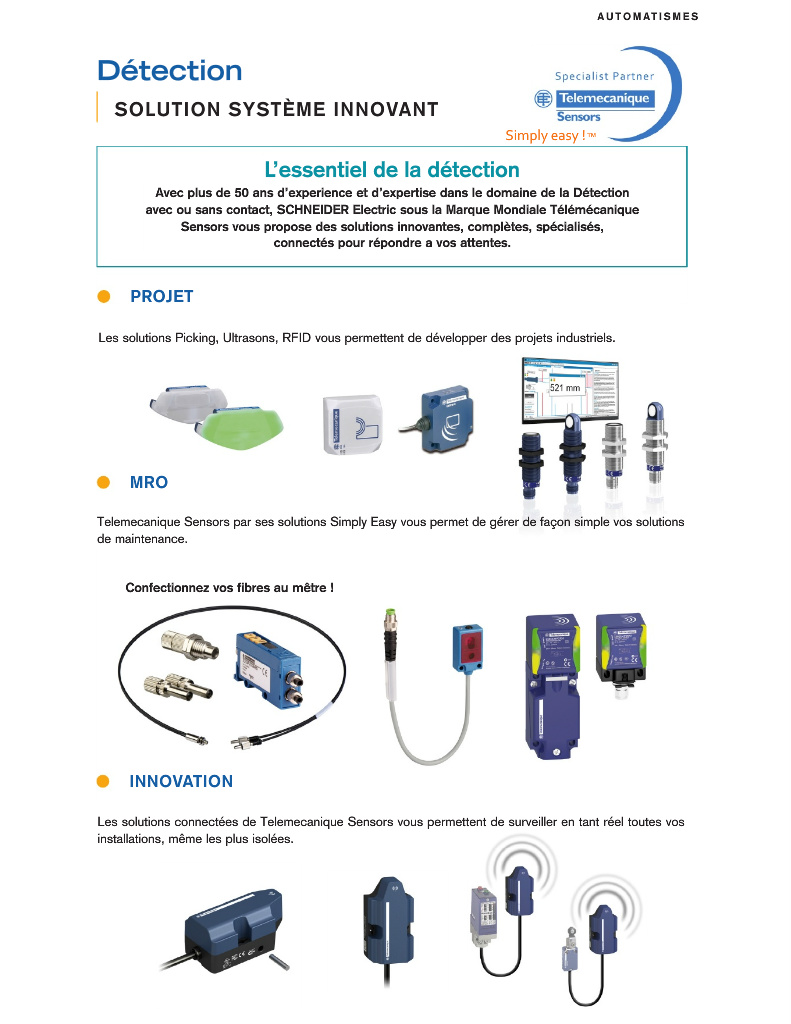 AUTOMATISMES
Détection
SOLUTION SYSTÈME INNOVANT
Specialist Partner
Telemecanique
Sensors
Simply easy !™
L'essentiel de la détection
Avec plus de 50 ans d'experience et d'expertise dans le domaine de la Détection
avec ou sans contact, SCHNEIDER Electric sous la Marque Mondiale Télémécanique
Sensors vous propose des solutions innovantes, complètes, spécialisés,
connectés pour répondre a vos attentes.
PROJET
Les solutions Picking, Ultrasons, RFID vous permettent de développer des projets industriels.
521 mm
MRO
Telemecanique Sensors par ses solutions Simply Easy vous permet de gérer de façon simple vos solutions
de maintenance.
Confectionnez vos fibres au mêtre !
INNOVATION
Les solutions connectées de Telemecanique Sensors vous permettent de surveiller en tant réel toutes vos
installations, même les plus isolées.